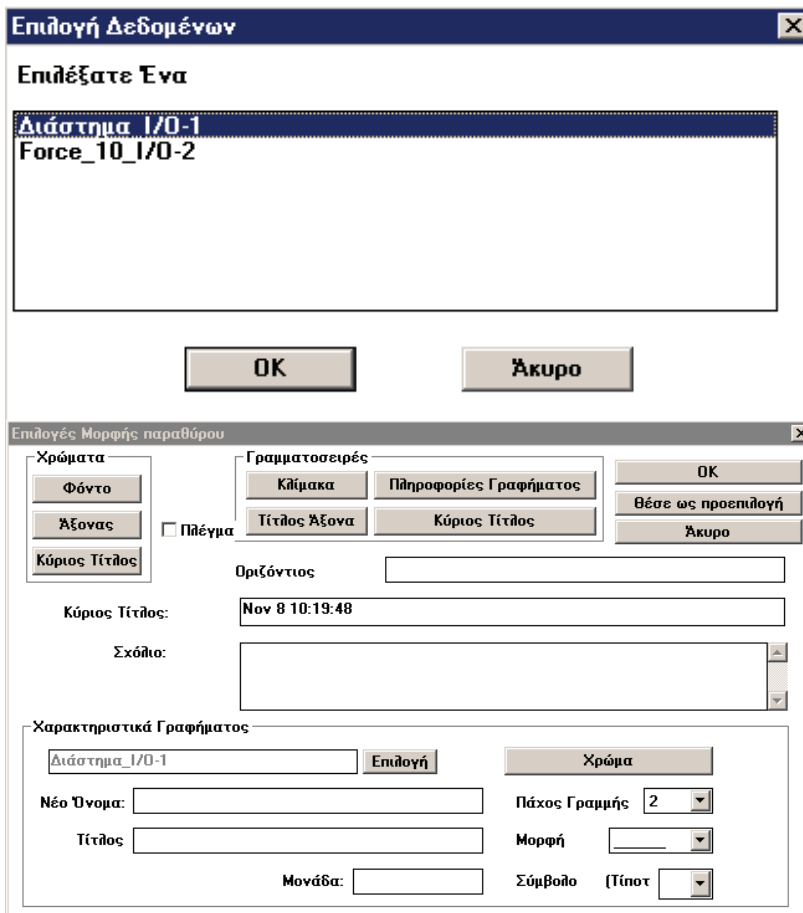 Επιλογή Δεδομένων
Επιλέξατε Ένα
Διάστημα_I/O-1
Force_10_I/O-2
OK
Άκυρο
Επιλογές Μορφής παραθύρου
Χρώματα
Φόντο
Άξονας
Κύριος Τίτλος
Πλέγμα
Γραμματοσειρές
Κλίμακα
Πληροφορίες Γραφήματος
Τίτλος Άξονα
Κύριος Τίτλος
OK
Θέσε ως προεπιλογή
Άκυρο
Οριζόντιος
Κύριος Τίτλος:
Nov 8 10:19:48
Σχόλιο:
Χαρακτηριστικά Γραφήματος
Διάστημα_I/O-1
Επιλογή
Χρώμα
Νέο Όνομα:
Πάχος Γραμμής
2
Τίτλος
Μορφή
Μονάδα:
Σύμβολο
(Τίποτ